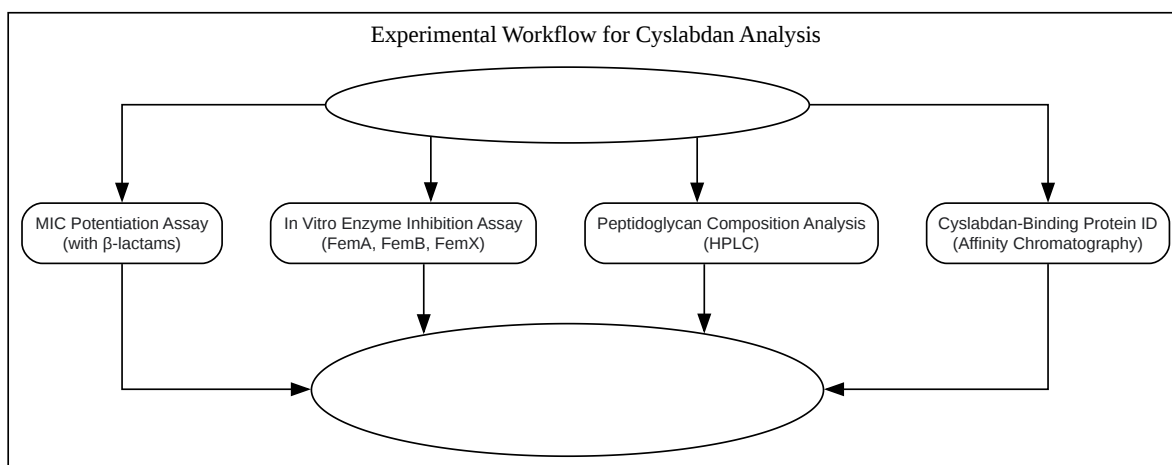 Experimental Workflow for Cyslabdan Analysis
MIC Potentiation Assay
(with β-lactams)
In Vitro Enzyme Inhibition Assay
(FemA, FemB, FemX)
Peptidoglycan Composition Analysis
(HPLC)
Cyslabdan-Binding Protein ID
(Affinity Chromatography)